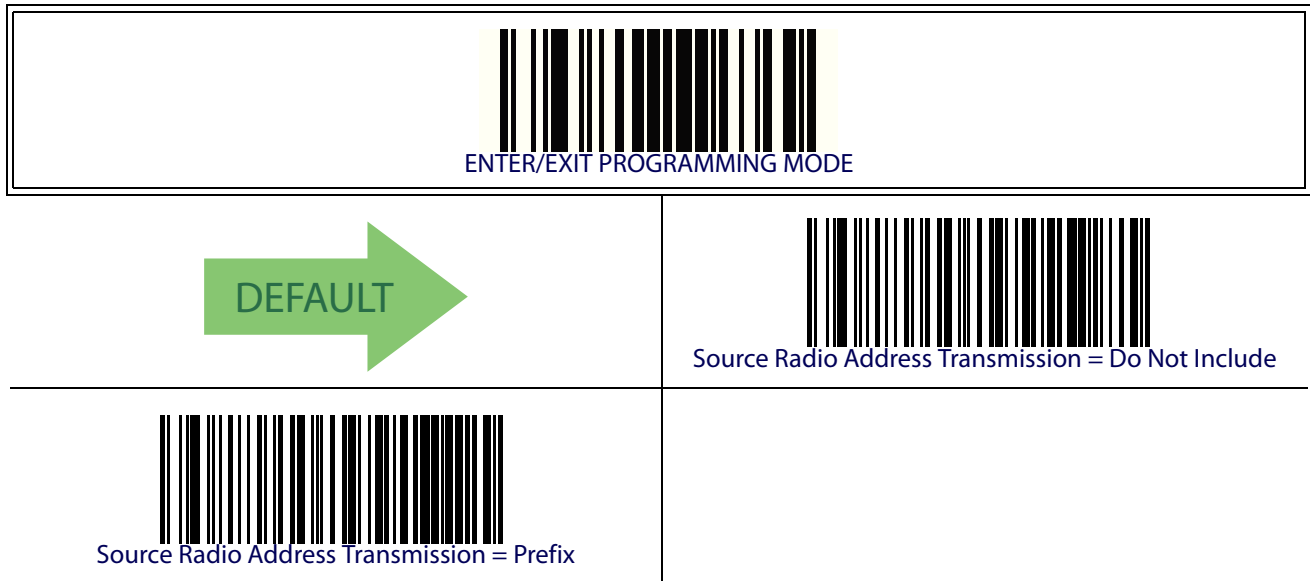 ENTER/EXIT PROGRAMMING MODE
DEFAULT
Source Radio Address Transmission = Do Not Include
Source Radio Address Transmission = Prefix